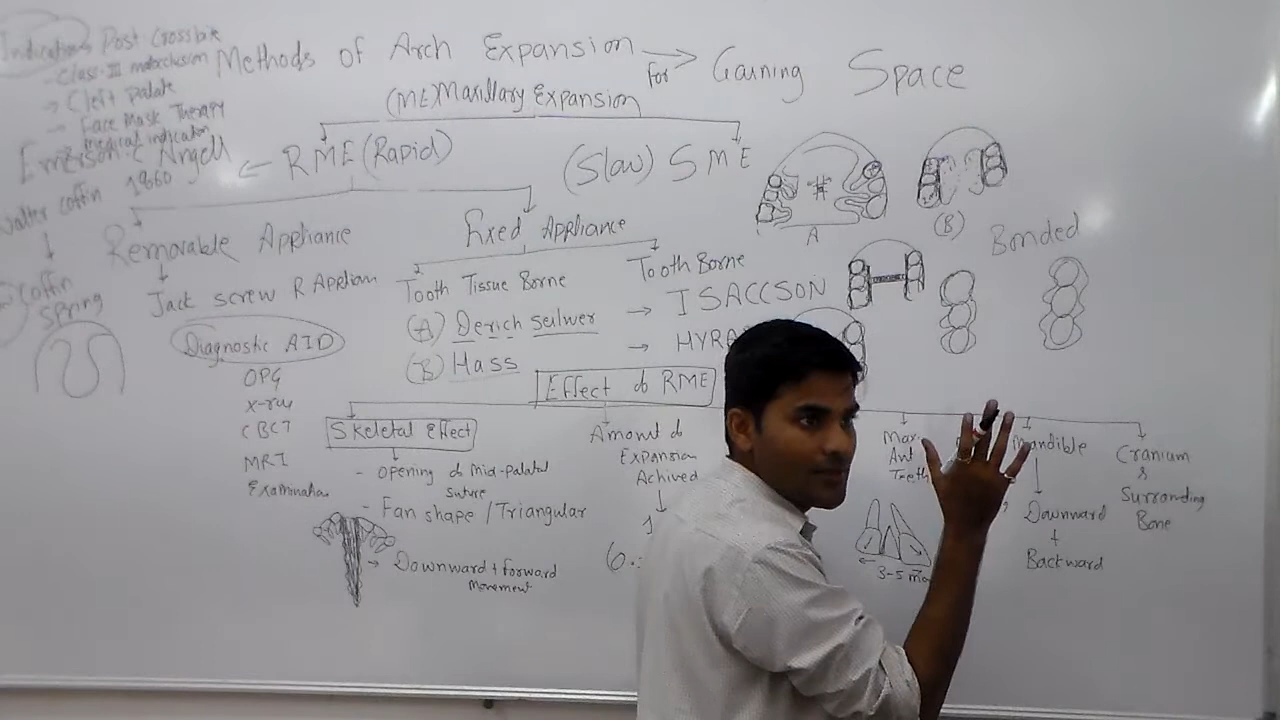 Indications Post Crossbite
- Class-III malocclusion
→ Cleft palate
→ Face Mask Therapy
Medical indication
Methods of Arch Expansion for → Gaining Space
(ME) Maxillary Expansion
Emerson C Angell ← RME (Rapid)
1860
(Slow) SME
Walter Coffin
Coffin
Spring
Removable Appliance
Jack screw R Appliance
Fixed Appliance
Tooth Tissue Borne
(A) Derich Seilwer
(B) Hass
Tooth Borne
→ ISACCSON
→ HYRA
A
(B)
Bonded
Diagnostic AID
OPG
X-ray
CBCT
MRI
Examination
Effect of RME
Skeletal Effect
- Opening of mid-palatal
suture
- Fan shape / Triangular
→ Downward + forward
movement
Amount of
Expansion
Achived
Max
Ant
Teeth
← 3-5 m
Mandible
Downward
+
Backward
Cranium
&
Surronding
Bone